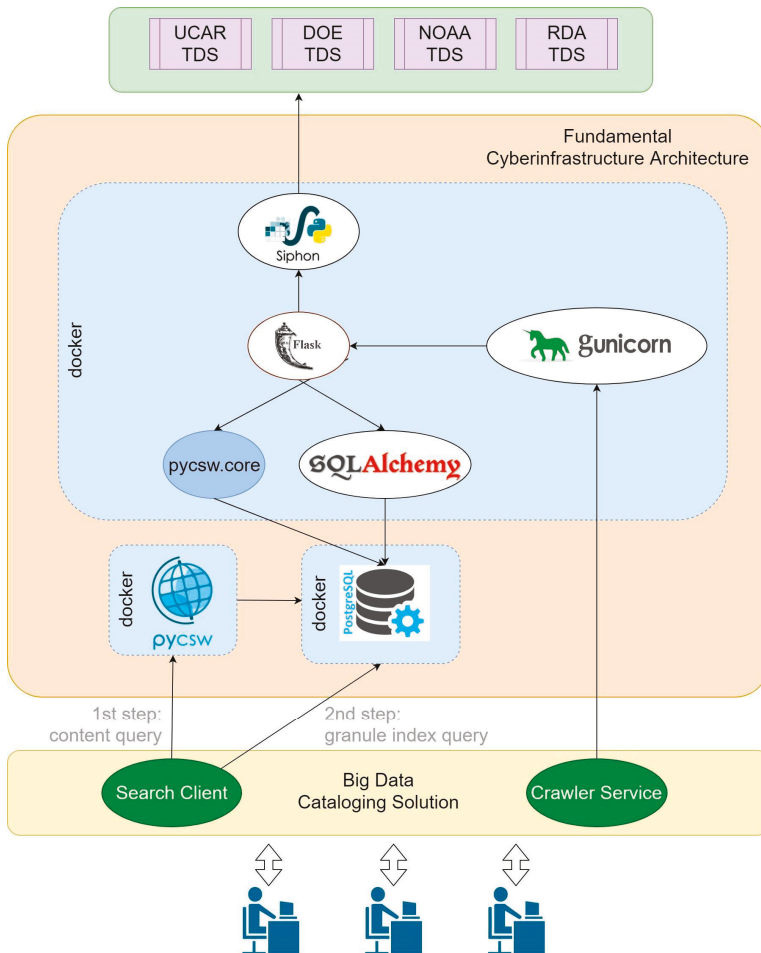 UCAR
TDS
DOE
TDS
NOAA
TDS
RDA
TDS
Fundamental
Cyberinfrastructure Architecture
Siphon
docker
Flask
gunicorn
pycsw.core
SQLAlchemy
docker
pycsw
docker
PostgreSQL
1st step:
content query
2nd step:
granule index query
Search Client
Big Data
Cataloging Solution
Crawler Service